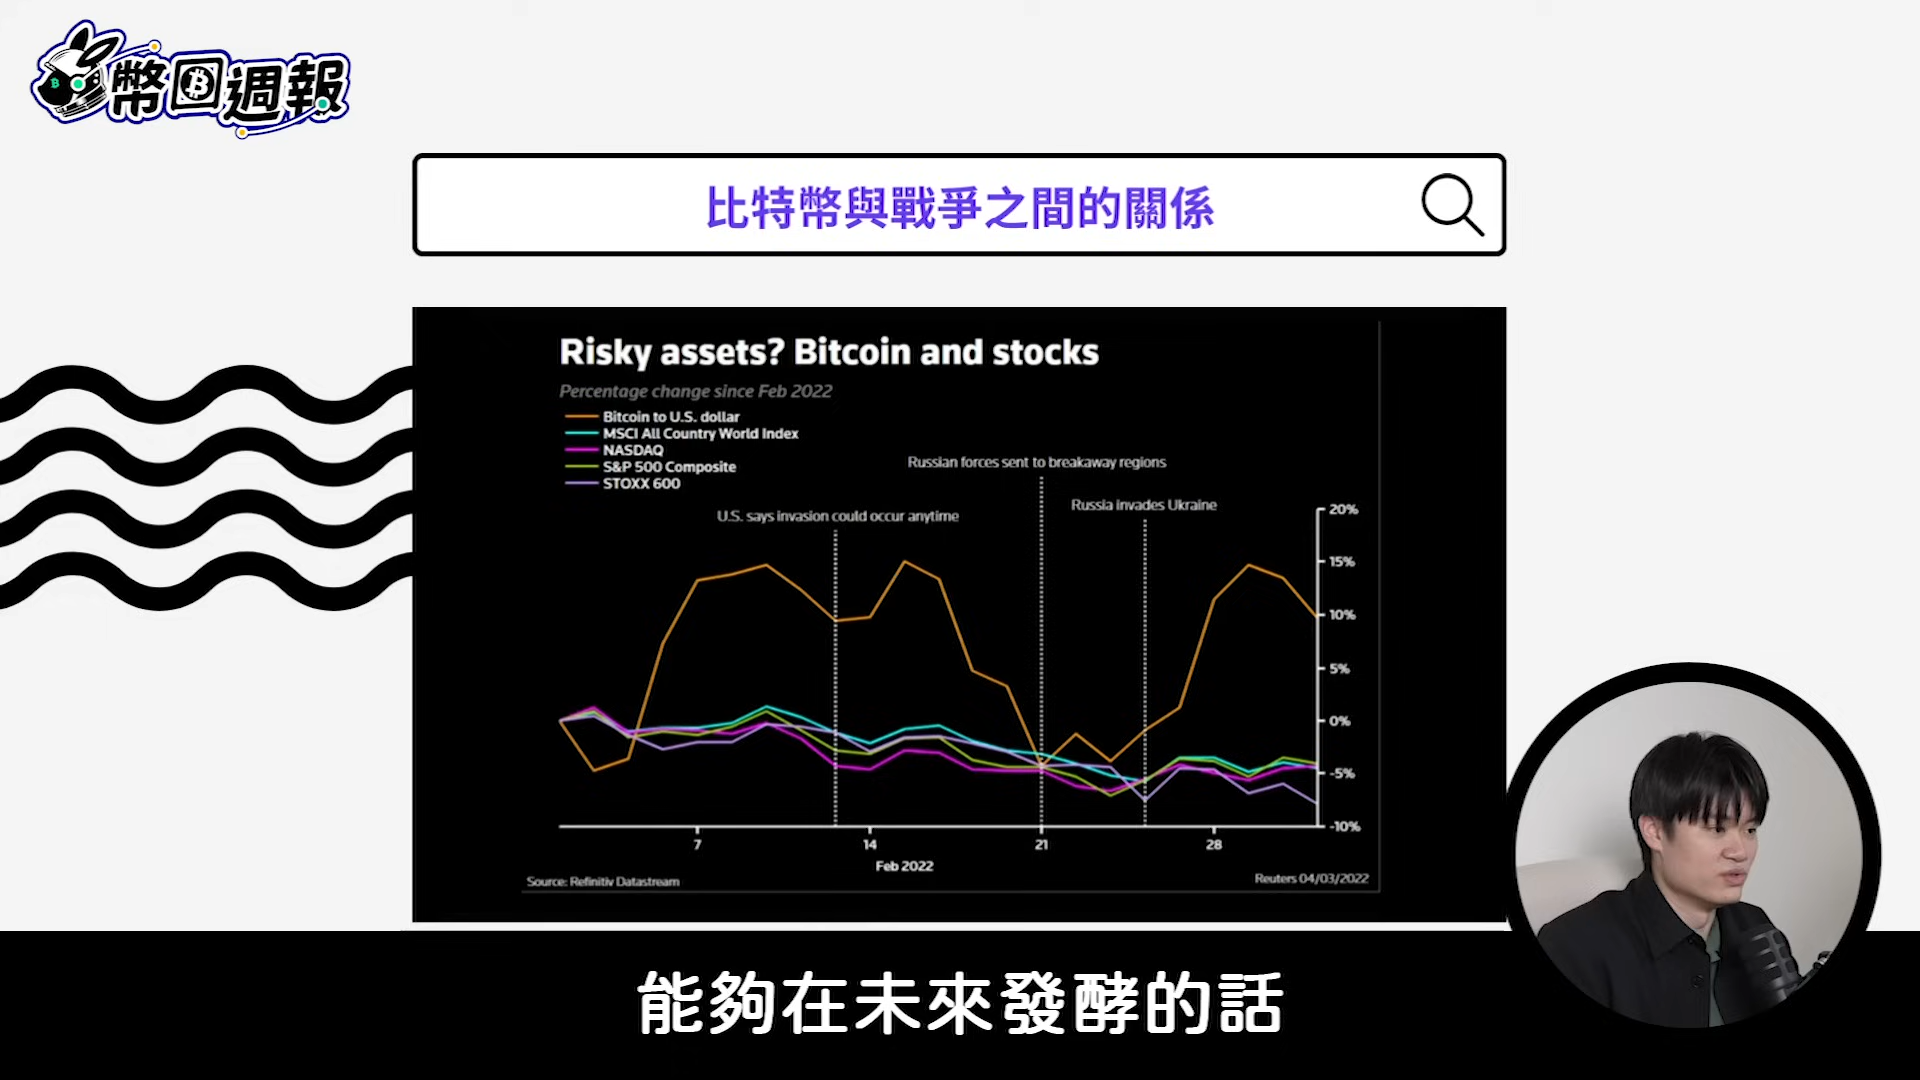 幣回週報
比特幣與戰爭之間的關係
Risky assets? Bitcoin and stocks
Percentage change since Feb 2022
Bitcoin to U.S. dollar
MSCI All Country World Index
NASDAQ
S&P 500 Composite
STOXX 600
Russian forces sent to breakaway regions
Russia invades Ukraine
U.S. says invasion could occur anytime
20%
15%
10%
5%
0%
-5%
-10%
7
14
21
28
Feb 2022
Source: Refinitiv Datastream
Reuters 04/03/2022
能夠在未來發酵的話